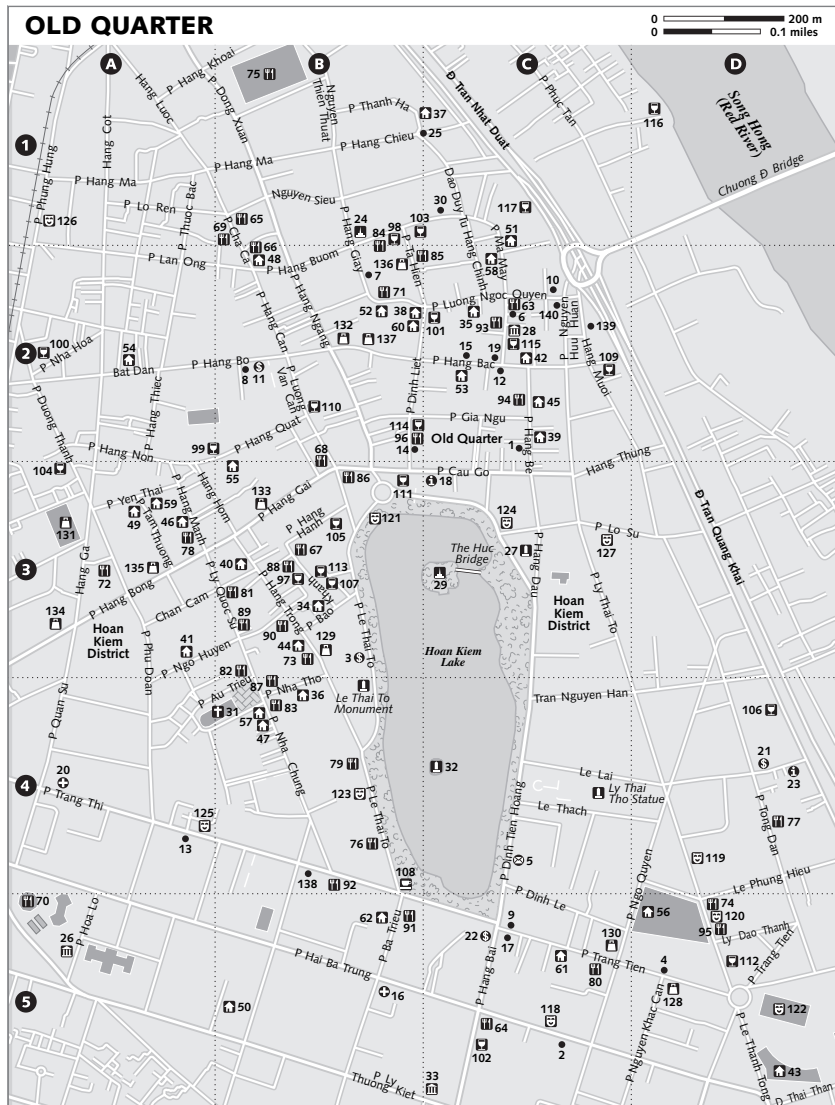 OLD QUARTER
0 200 m
0 0.1 miles
A
B
C
D
1
2
3
4
5
P Hang Khoai
75
Hang Luoc
P Dong Xuan
Nguyen Thien Thuat
P Thanh Ha
37
25
P Hang Chieu
Đ Tran Nhat Duat
P Phuc Tan
116
Song Hong
(Red River)
Chuong Đ Bridge
P Phung Hung
Hang Cot
P Hang Ma
P Hang Ma
126
P Lo Ren
P Thuoc Bac
Nguyen Sieu
65
69
P Cha Ca
66
48
P Lan Ong
P Hang Buom
24
P Hang Giay
84
98
103
30
Dao Duy Tu
Hang Chinh
117
51
P Ma May
58
136
P Ta Hien
85
7
71
P Hang Ngang
P Hang Can
52
38
60
101
P Luong Ngoc Quyen
35
63
6
93
28
115
10
140
P Nguyen
Huu Huan
139
109
Hang Muoi
100
P Nha Hoa
54
Bat Dan
P Hang Bo
8
11
132
137
P Dinh Liet
15
P Hang Bac
19
12
42
53
94
45
P Duong Thanh
P Hang Thiec
P Luong
Van Can
110
P Gia Ngu
114
96
14
Old Quarter
1
39
P Hang Be
Hang Thung
P Hang Non
99
P Hang Quat
68
55
104
86
111
18
P Cau Go
Đ Tran Quang Khai
P Yen Thai
59
49
46
78
P Tam Thuong
P Hang Manh
Hang Hom
133
P Hang Gai
P Hang
Hanh
105
121
124
P Lo Su
127
131
Hang Ga
135
72
P Hang Bong
134
40
67
88
97
113
107
Khanh
P Bao
34
P Hang Trong
The Huc
Bridge
29
27
P Hang Dau
P Ly Thai To
Hoan
Kiem
District
Chan Cam
81
P Ly Quoc Su
89
90
44
73
129
3
P Le Thai To
Hoan Kiem
Lake
Hoan
Kiem
District
41
P Ngo Huyen
P Phu Doan
P Quan Su
82
87
P Au Trieu
31
57
47
P Nha Tho
83
36
Le Thai To
Monument
Tran Nguyen Han
106
P Nha Chung
79
123
32
Le Lai
Ly Thai
Tho Statue
Le Thach
21
23
P Tong Dan
77
20
P Trang Thi
125
13
P Le Thai To
76
P Dinh Tien Hoang
5
119
Le Phung Hieu
138
92
108
P Dinh Le
P Ngo Quyen
56
74
120
95
Ly Dao Thanh
70
P Hoa Lo
26
62
91
P Ba Trieu
9
22
17
130
P Trang Tien
61
80
4
128
112
P Trang Tien
P Hai Ba Trung
16
P Hang Bai
P Nguyen Khac Can
50
64
102
118
2
122
P Le Thanh Tong
P Ly
Thuong Kiet
33
43